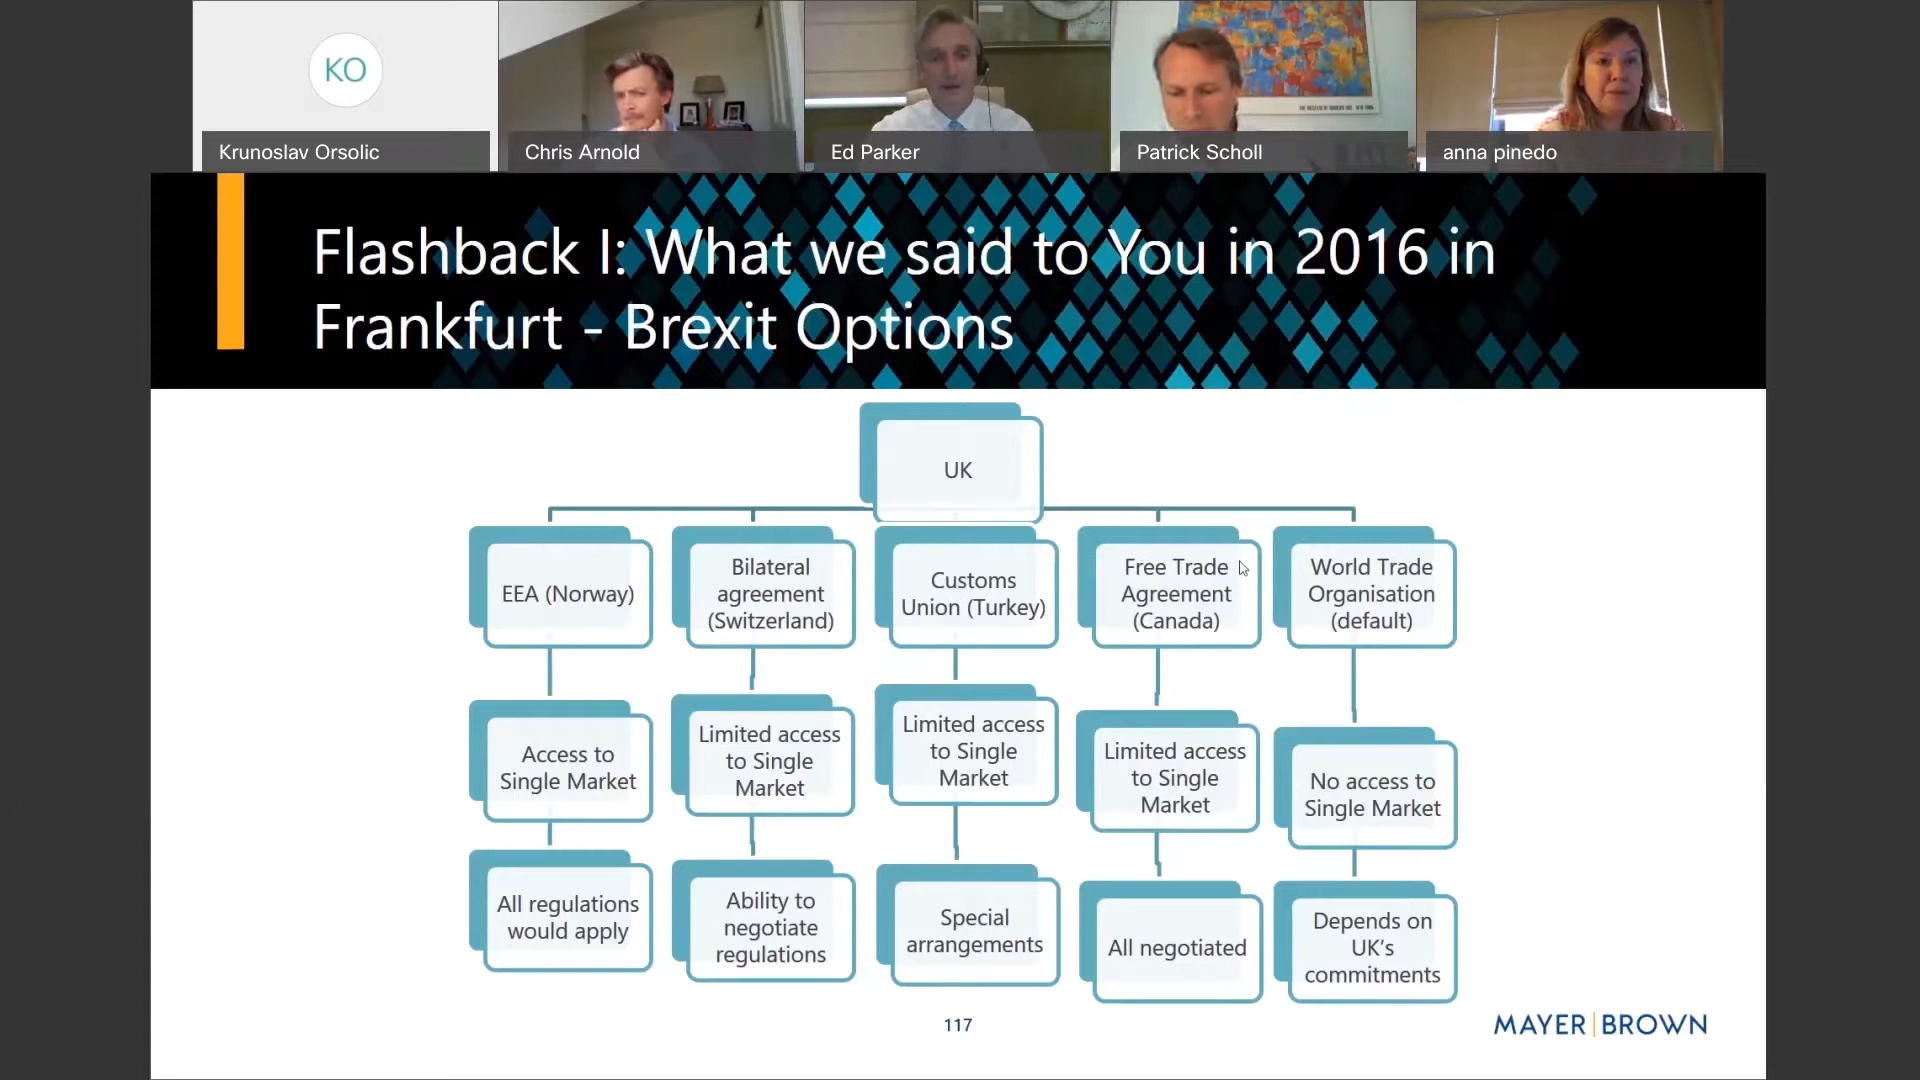 KO
Krunoslav Orsolic
Chris Arnold
Ed Parker
Patrick Scholl
anna pinedo
Flashback I: What we said to You in 2016 in
Frankfurt - Brexit Options
UK
EEA (Norway)
Bilateral
agreement
(Switzerland)
Customs
Union (Turkey)
Free Trade
Agreement
(Canada)
World Trade
Organisation
(default)
Access to
Single Market
Limited access
to Single
Market
Limited access
to Single
Market
Limited access
to Single
Market
No access to
Single Market
All regulations
would apply
Ability to
negotiate
regulations
Special
arrangements
All negotiated
Depends on
UK's
commitments
117
MAYER | BROWN